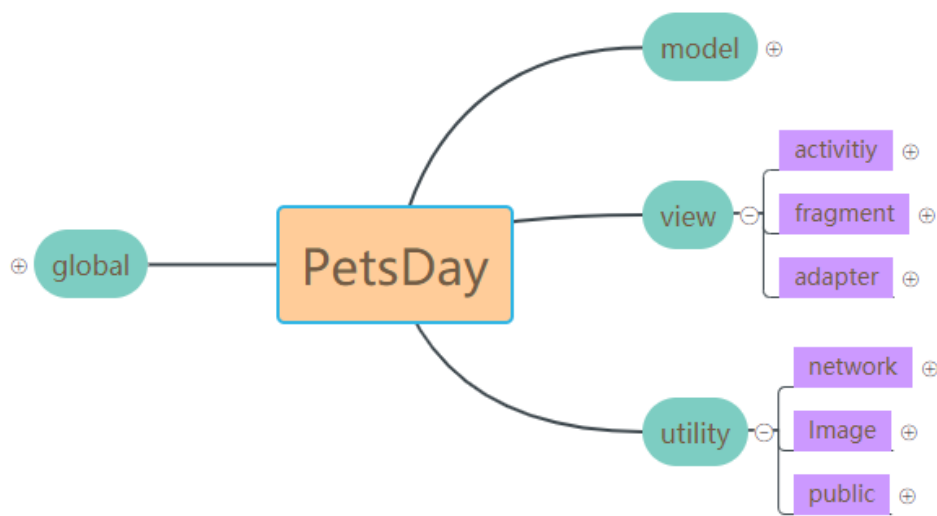 model
activitiy
view
fragment
global
PetsDay
adapter
network
utility
Image
public